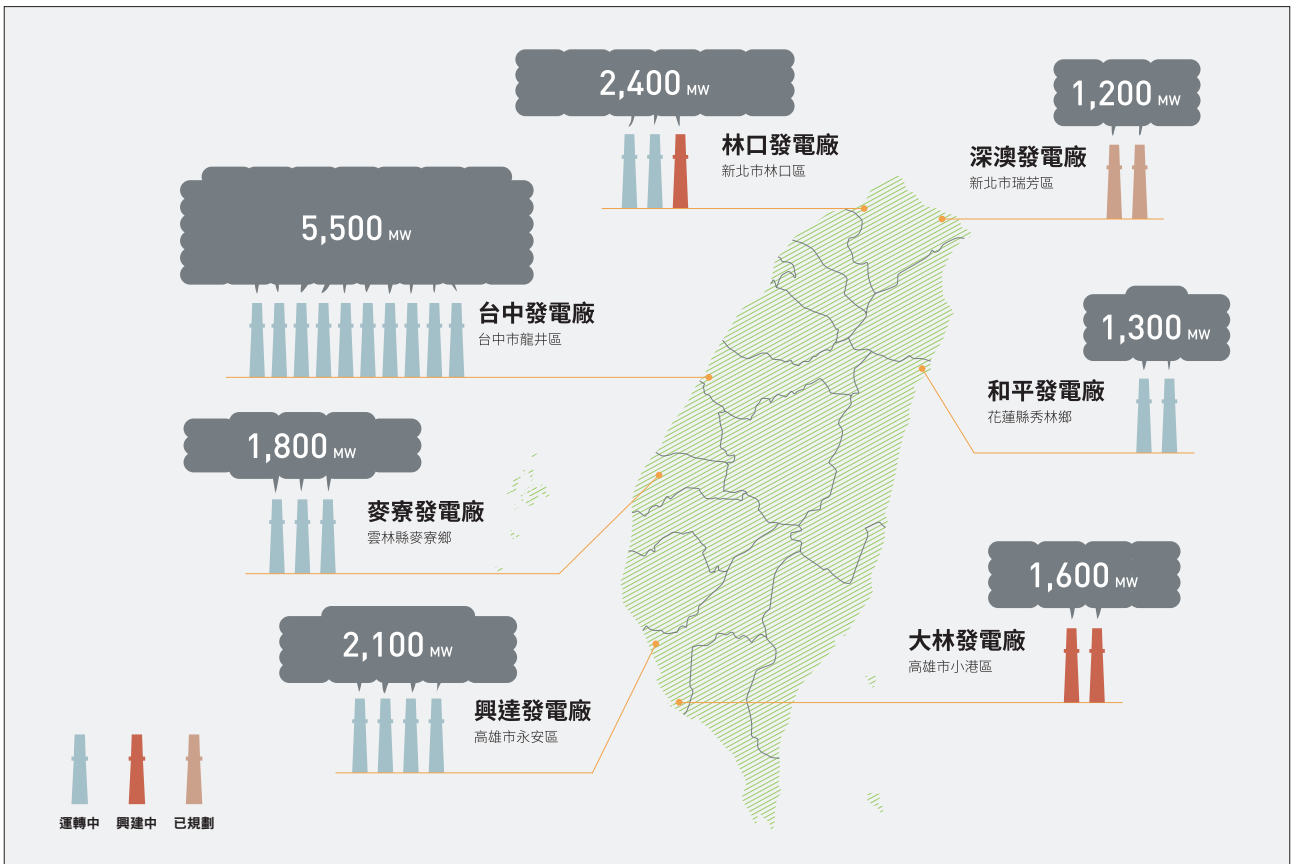 2,400 MW
林口發電廠
新北市林口區
1,200 MW
深澳發電廠
新北市瑞芳區
5,500 MW
台中發電廠
台中市龍井區
1,300 MW
和平發電廠
花蓮縣秀林鄉
1,800 MW
麥寮發電廠
雲林縣麥寮鄉
1,600 MW
大林發電廠
高雄市小港區
2,100 MW
興達發電廠
高雄市永安區
運轉中 興建中 已規劃